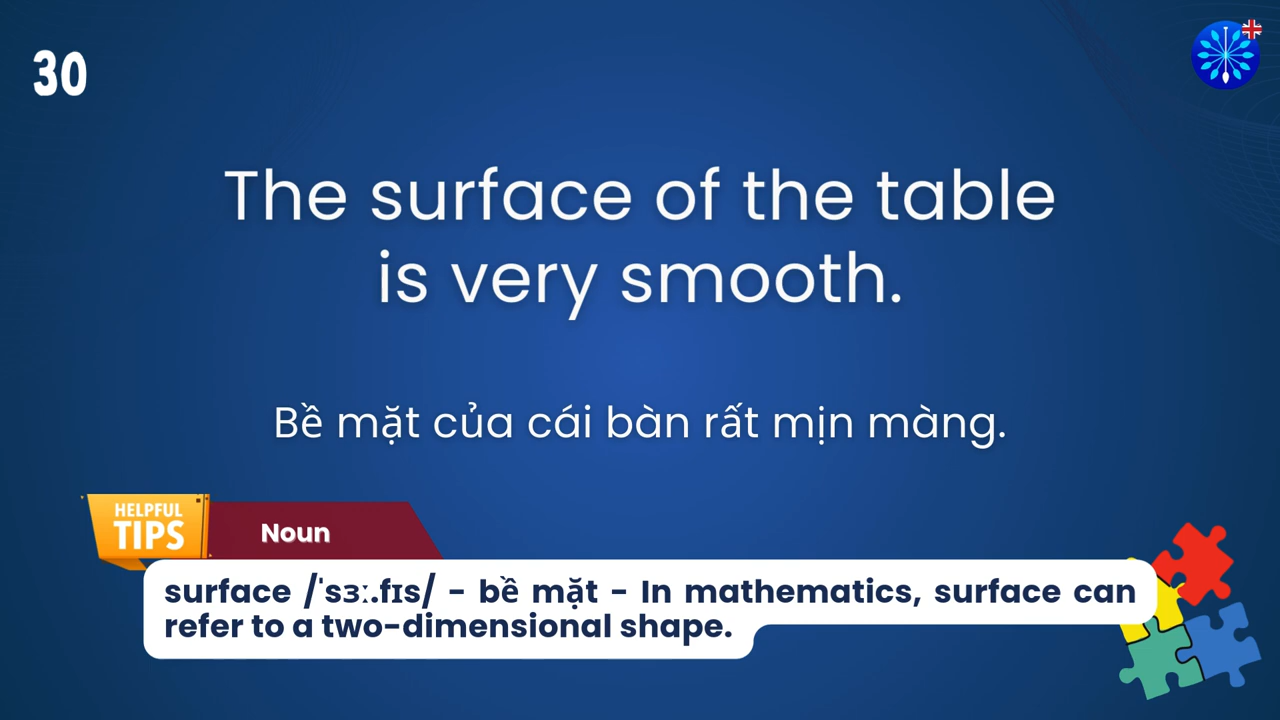 30
The surface of the table
is very smooth.
Bề mặt của cái bàn rất mịn màng.
HELPFUL
TIPS
Noun
surface /ˈsɜː.fɪs/ - bề mặt - In mathematics, surface can
refer to a two-dimensional shape.